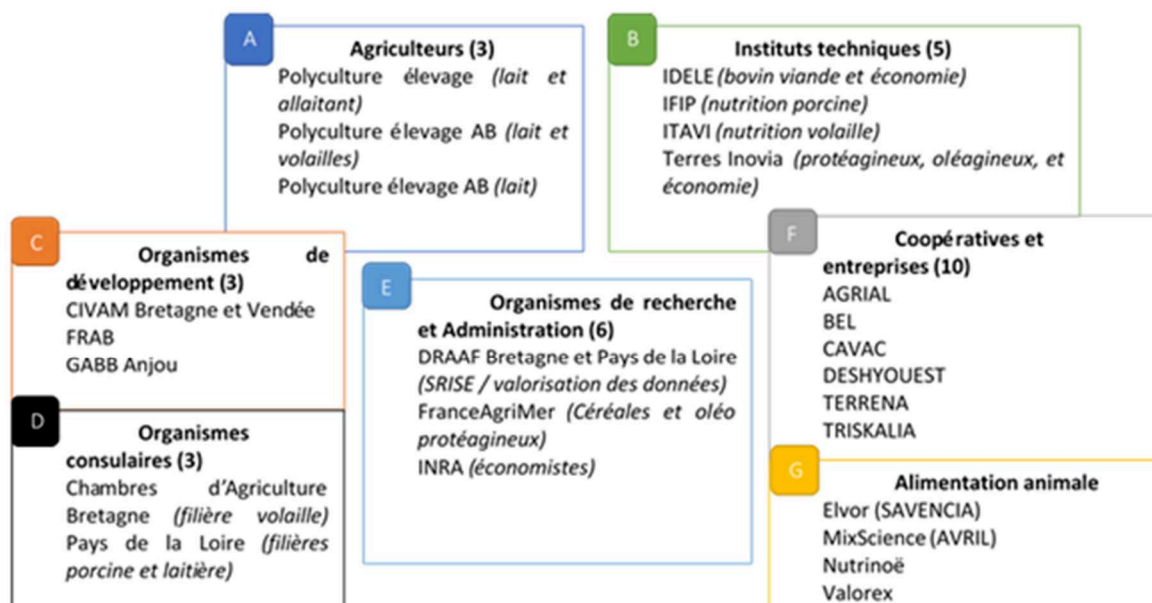 A
Agriculteurs (3)
Polyculture élevage (lait et
allaitant)
Polyculture élevage AB (lait et
volailles)
Polyculture élevage AB (lait)
B
Instituts techniques (5)
IDELE (bovin viande et économie)
IFIP (nutrition porcine)
ITAVI (nutrition volaille)
Terres Inovia (protéagineux, oléagineux, et
économie)
C
Organismes de
développement (3)
CIVAM Bretagne et Vendée
FRAB
GABB Anjou
D
Organismes
consulaires (3)
Chambres d'Agriculture
Bretagne (filière volaille)
Pays de la Loire (filières
porcine et laitière)
E
Organismes de recherche
et Administration (6)
DRAAF Bretagne et Pays de la Loire
(SRISE / valorisation des données)
FranceAgriMer (Céréales et oléo
protéagineux)
INRA (économistes)
F
Coopératives et
entreprises (10)
AGRIAL
BEL
CAVAC
DESHYOUEST
TERRENA
TRISKALIA
G
Alimentation animale
Elvor (SAVENCIA)
MixScience (AVRIL)
Nutrinoë
Valorex